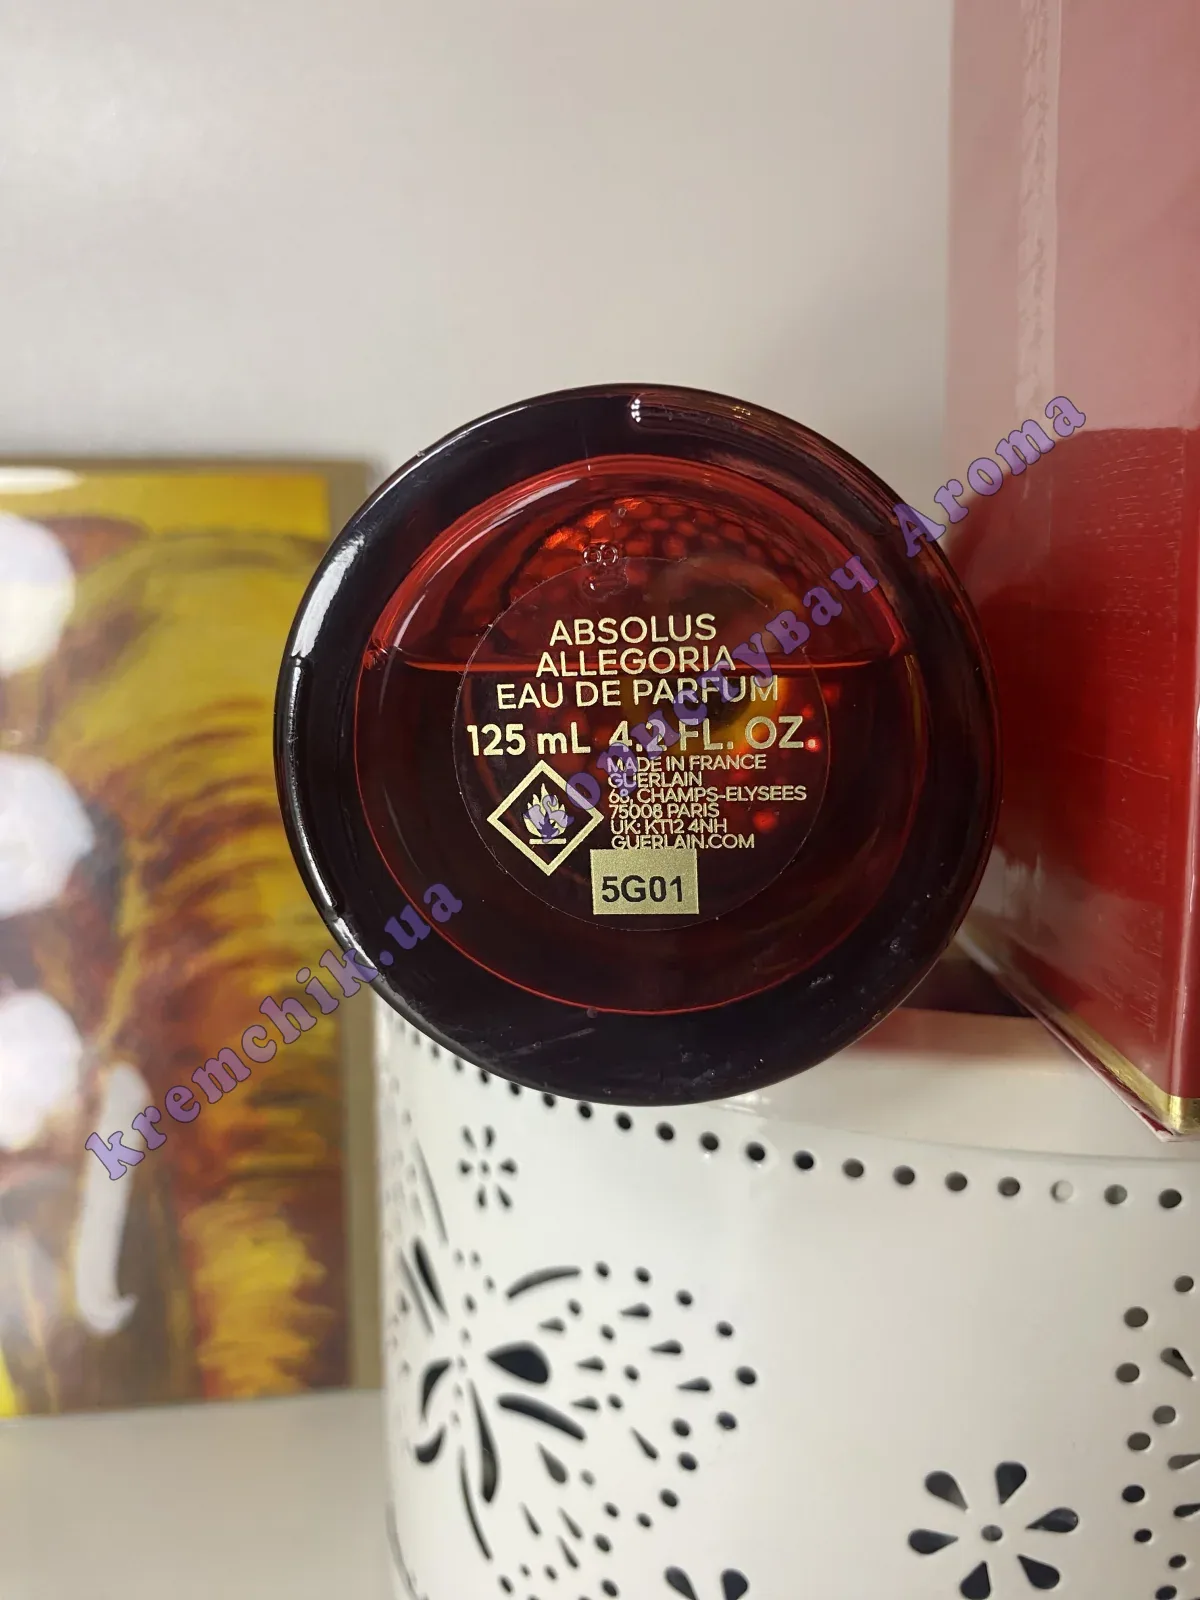 ABSOLUS
ALLEGORIA
EAU DE PARFUM
125 mL 4.2 FL. OZ.
MADE IN FRANCE
GUERLAIN
68, CHAMPS-ELYSEES
75008 PARIS
UK: KT12 4NH
GUERLAIN.COM
5G01
kremchik.ua користувач Aroma